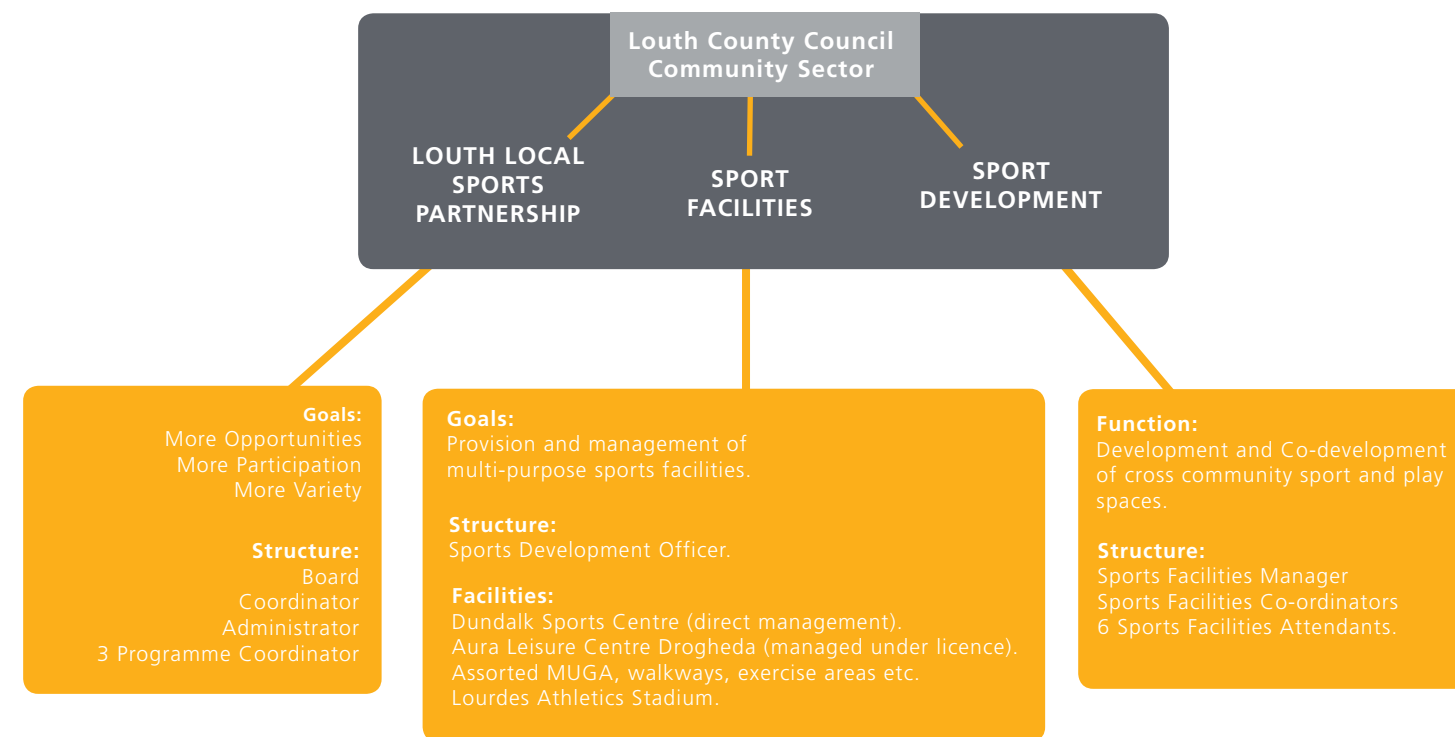 Louth County Council
Community Sector
LOUTH LOCAL
SPORTS
PARTNERSHIP
SPORT
FACILITIES
SPORT
DEVELOPMENT
Goals:
More Opportunities
More Participation
More Variety
Structure:
Board
Coordinator
Administrator
3 Programme Coordinator
Goals:
Provision and management of
multi-purpose sports facilities.
Structure:
Sports Development Officer.
Facilities:
Dundalk Sports Centre (direct management).
Aura Leisure Centre Drogheda (managed under licence).
Assorted MUGA, walkways, exercise areas etc.
Lourdes Athletics Stadium.
Function:
Development and Co-development
of cross community sport and play
spaces.
Structure:
Sports Facilities Manager
Sports Facilities Co-ordinators
6 Sports Facilities Attendants.